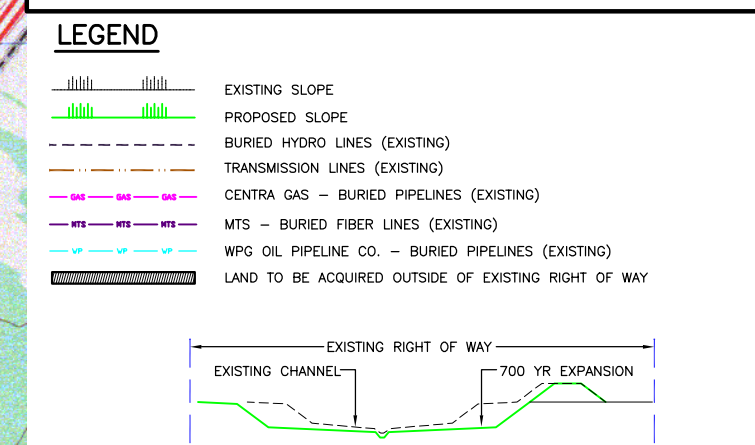 LEGEND
EXISTING SLOPE
PROPOSED SLOPE
BURIED HYDRO LINES (EXISTING)
TRANSMISSION LINES (EXISTING)
GAS GAS GAS CENTRA GAS – BURIED PIPELINES (EXISTING)
MTS MTS MTS MTS – BURIED FIBER LINES (EXISTING)
WP WP WP WPG OIL PIPELINE CO. – BURIED PIPELINES (EXISTING)
LAND TO BE ACQUIRED OUTSIDE OF EXISTING RIGHT OF WAY
EXISTING RIGHT OF WAY
EXISTING CHANNEL 700 YR EXPANSION